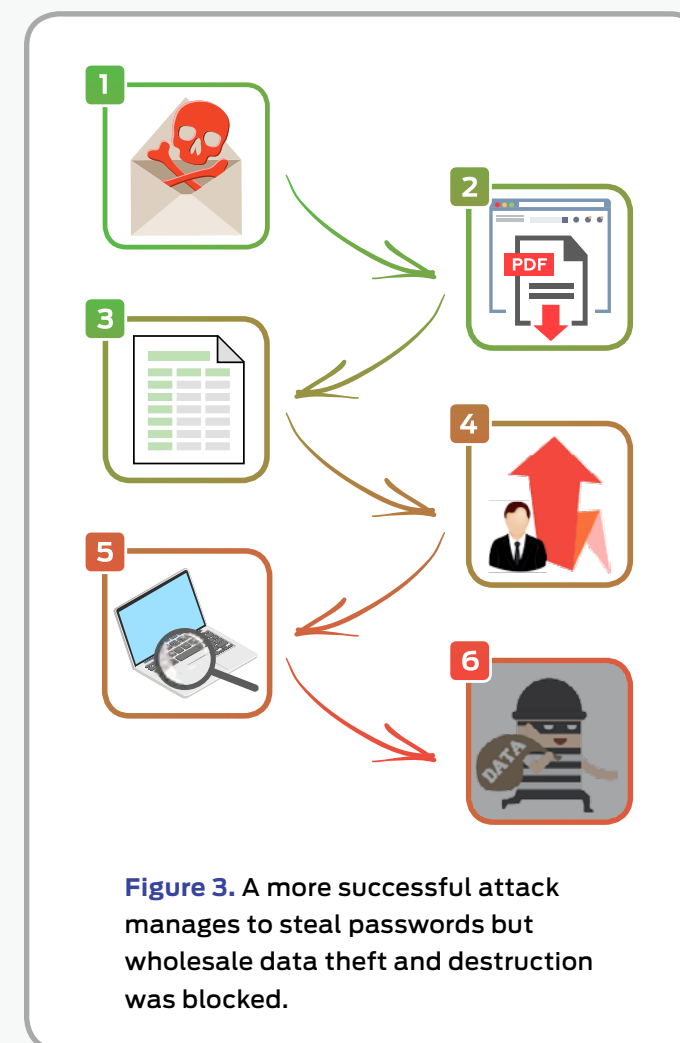 1
2
PDF
3
4
5
6
DATA
Figure 3. A more successful attack
manages to steal passwords but
wholesale data theft and destruction
was blocked.